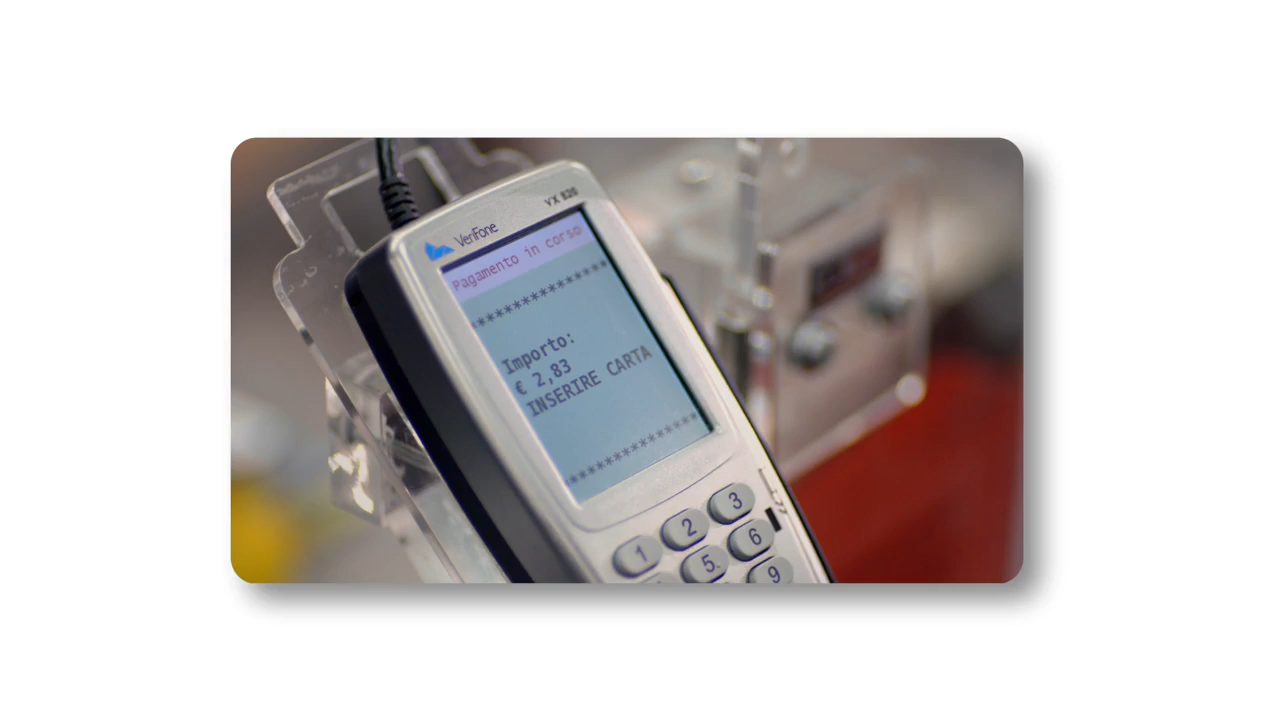 VeriFone
VX 820
Pagamento in corso
****************
Importo:
€ 2,83
INSERIRE CARTA
****************
1 2 3
5 6
9